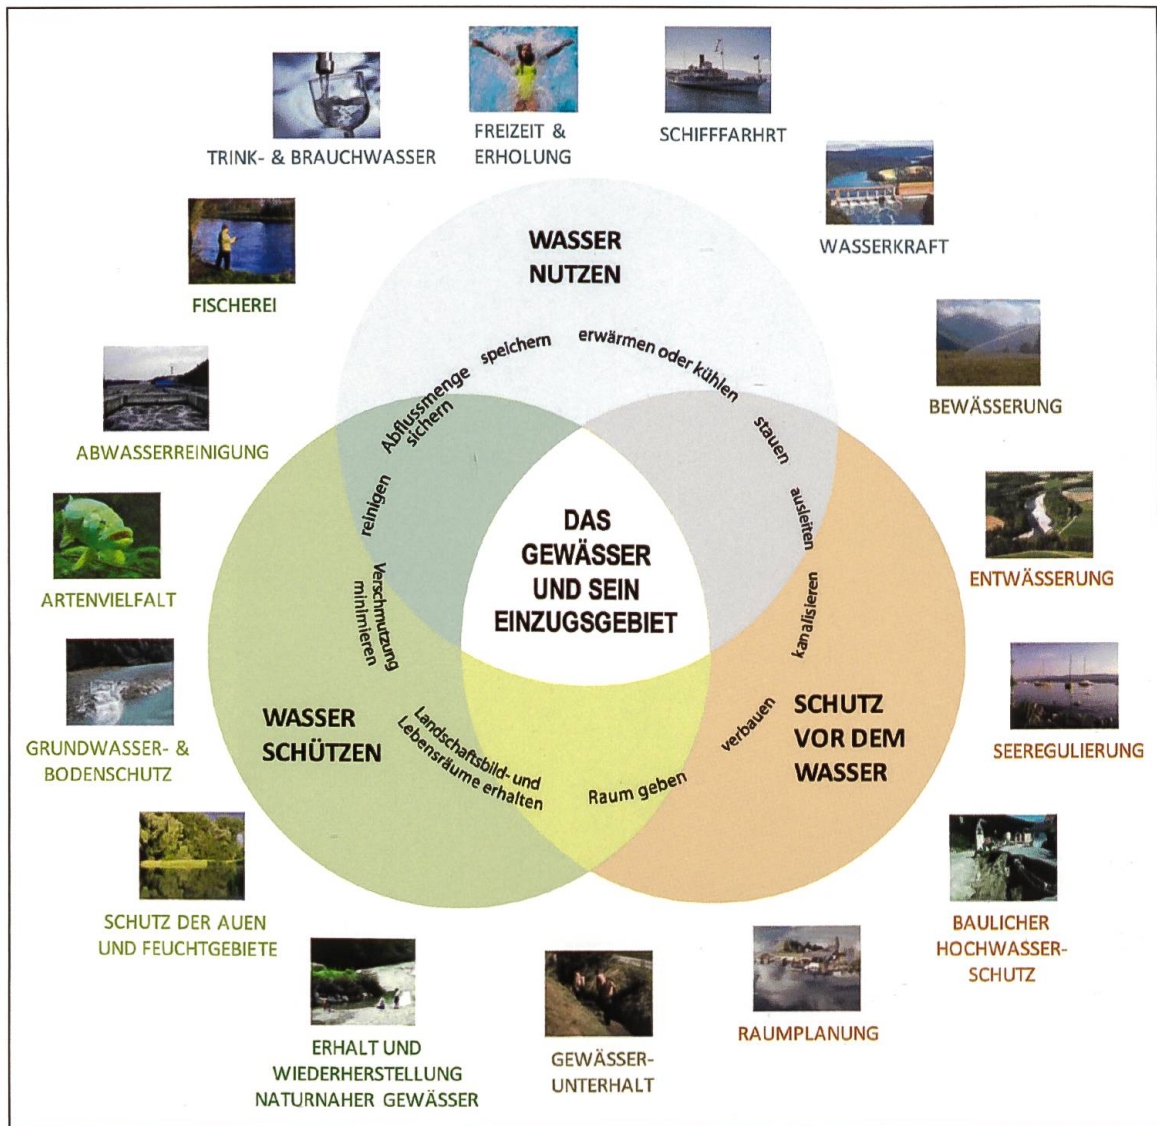 FREIZEIT &
ERHOLUNG
SCHIFFFARHRT
TRINK- & BRAUCHWASSER
WASSERKRAFT
FISCHEREI
BEWÄSSERUNG
ABWASSERREINIGUNG
ENTWÄSSERUNG
ARTENVIELFALT
SEEREGULIERUNG
GRUNDWASSER- &
BODENSCHUTZ
BAULICHER
HOCHWASSER-
SCHUTZ
SCHUTZ DER AUEN
UND FEUCHTGEBIETE
RAUMPLANUNG
ERHALT UND
WIEDERHERSTELLUNG
NATURNAHER GEWÄSSER
GEWÄSSER-
UNTERHALT
WASSER
NUTZEN
speichern
erwärmen oder kühlen
Abflussmenge
sichern
stauen
reinigen
ausleiten
Verschmutzung
minimieren
kanalisieren
DAS
GEWÄSSER
UND SEIN
EINZUGSGEBIET
WASSER
SCHÜTZEN
SCHUTZ
VOR DEM
WASSER
verbauen
Landschaftsbild- und
Lebensräume erhalten
Raum geben